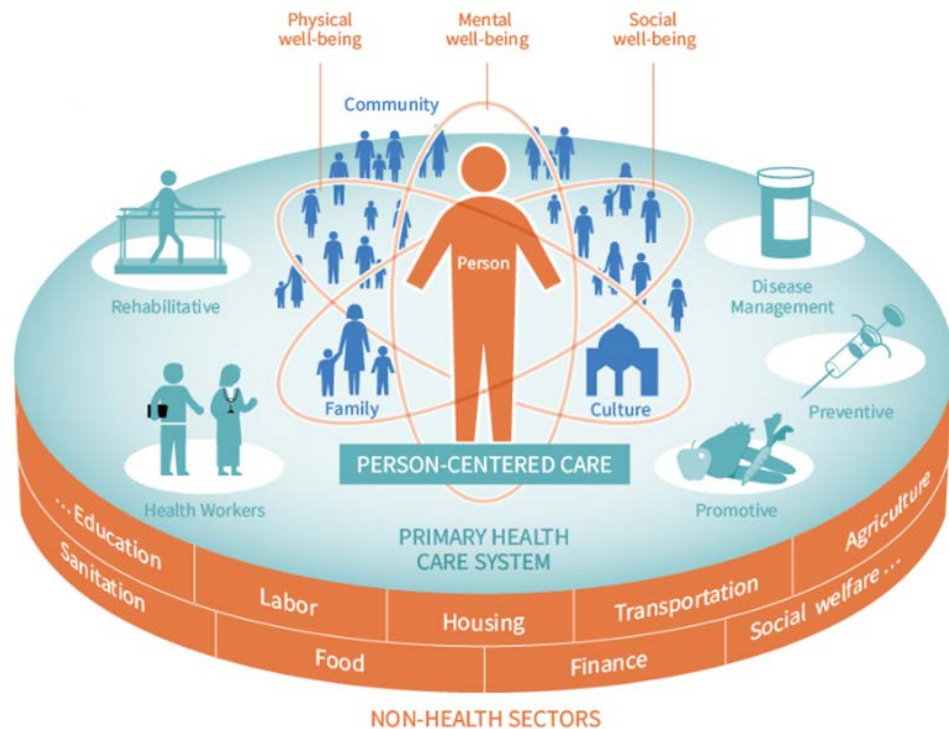 Physical
well-being
Mental
well-being
Social
well-being
Community
Person
Rehabilitative
Disease
Management
Family
Culture
Preventive
PERSON-CENTERED CARE
Health Workers
Promotive
PRIMARY HEALTH
CARE SYSTEM
...Education
Labor
Housing
Transportation
Agriculture
Sanitation
Food
Finance
Social welfare ...
NON-HEALTH SECTORS